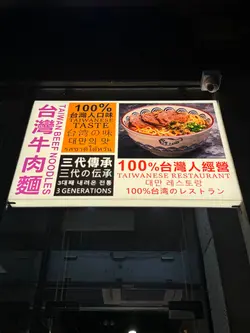 台灣牛肉麵
TAIWAN BEEF NOODLES
100%
台灣人口味
TAIWANESE
TASTE
台湾の味
대만의 맛
รสชาติไต้หวัน
三代傳承
三代の伝承
3대째 내려온 전통
3 GENERATIONS
100%台灣人經營
TAIWANESE RESTAURANT
대만 레스토랑
100%台湾のレストラン